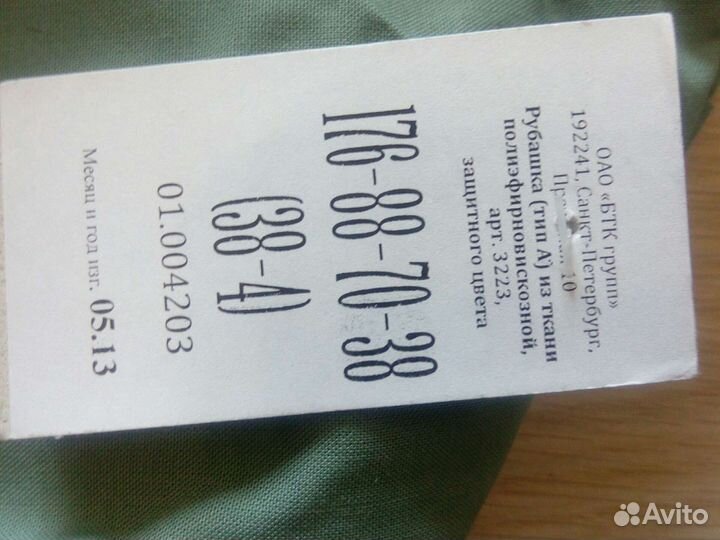 ОАО «БТК групп»
192241, Санкт-Петербург,
10
Рубашка (тип А) из ткани
полиэфирновискозной,
арт. 3223,
защитного цвета
176-88-70-38
(38-4)
01.004203
Месяц и год изг. 05.13
Avito